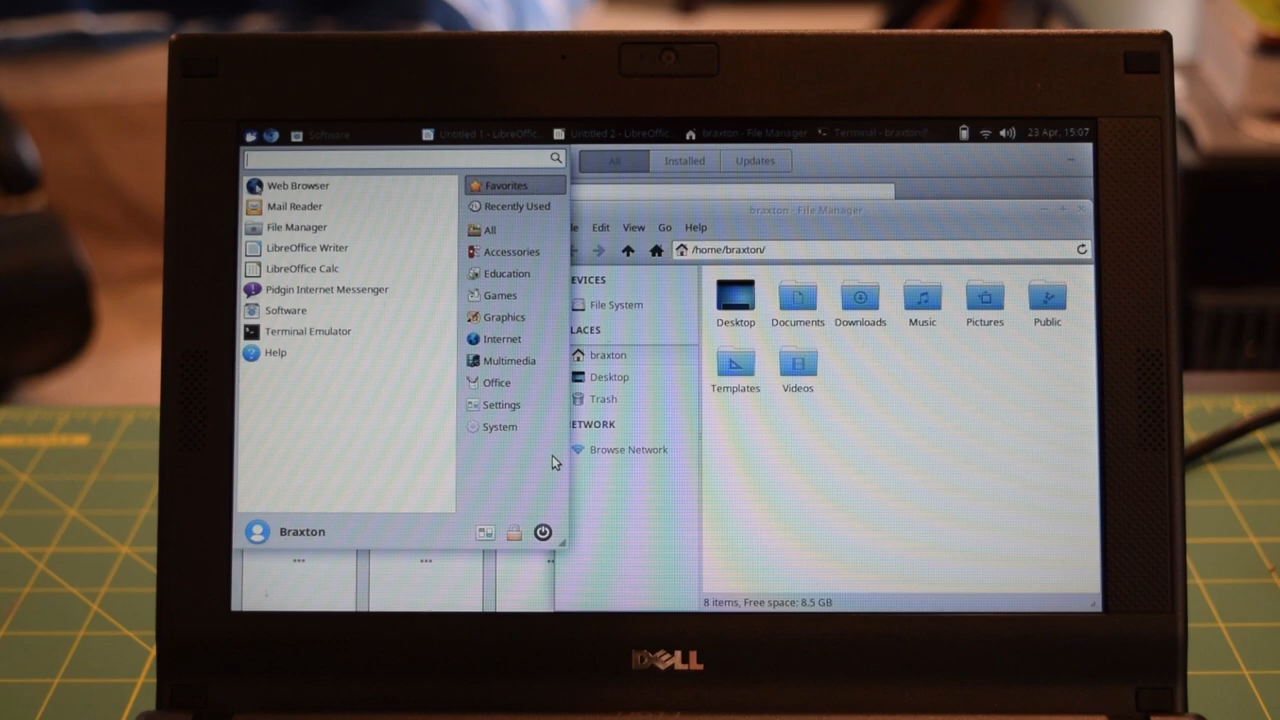 Software
Untitled 1 - LibreOffic...
Untitled 2 - LibreOffic...
braxton - File Manager
Terminal - braxton@
23 Apr, 15:07
All
Installed
Updates
Web Browser
Mail Reader
File Manager
LibreOffice Writer
LibreOffice Calc
Pidgin Internet Messenger
Software
Terminal Emulator
Help
Favorites
Recently Used
All
Accessories
Education
Games
Graphics
Internet
Multimedia
Office
Settings
System
Braxton
braxton - File Manager
le Edit View Go Help
/home/braxton/
EVICES
File System
LACES
braxton
Desktop
Trash
ETWORK
Browse Network
Desktop
Documents
Downloads
Music
Pictures
Public
Templates
Videos
8 items, Free space: 8.5 GB
DELL